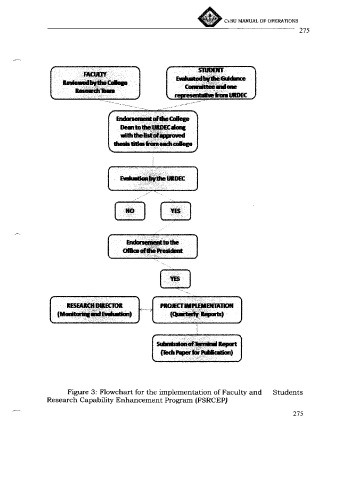 CvSU MANUAL OF OPERATIONS
275
FACULTY
Reviewed by the College
Research Team
STUDENT
Evaluated by the Guidance
Committee and one
representative from URDEC
Endorsement of the College
Dean to the URDEC along
with the list of approved
thesis titles from each college
Evaluation by the URDEC
NO
YES
Endorsement to the
Office of the President
YES
RESEARCH DIRECTOR
(Monitoring and Evaluation)
PROJECT IMPLEMENTATION
(Quarterly Reports)
Submission of Terminal Report
(Tech Paper for Publication)
Figure 3: Flowchart for the implementation of Faculty and Students
Research Capability Enhancement Program (FSRCEP)
275